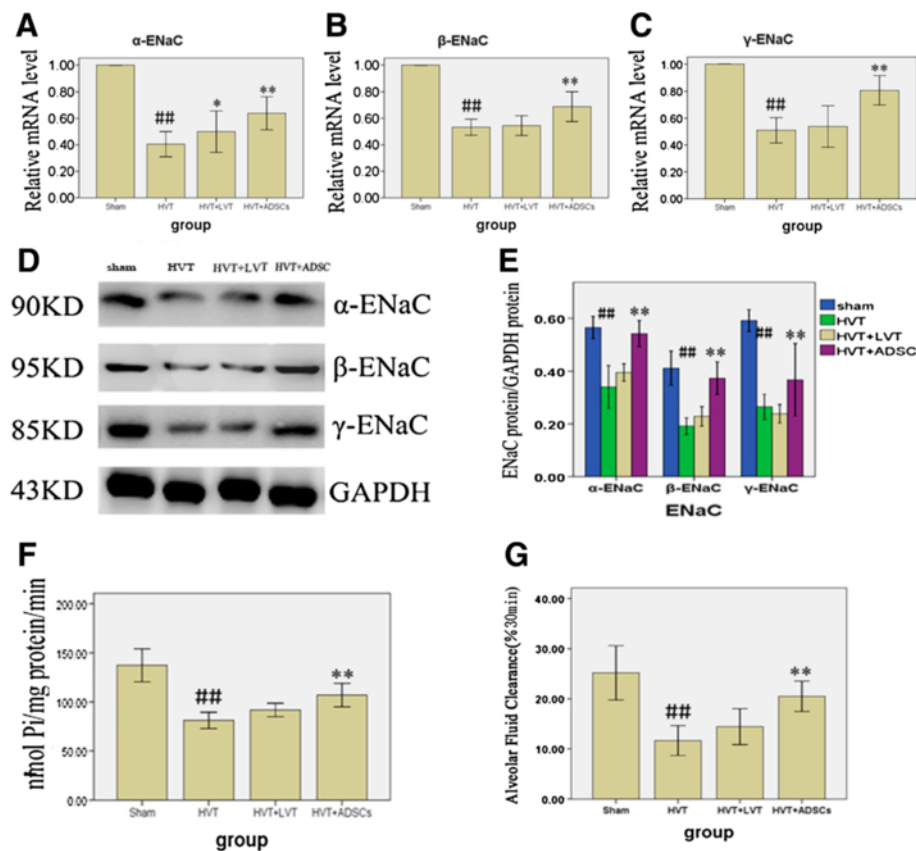 A
α-ENaC
Relative mRNA level
1.00
0.80
0.60
0.40
0.20
0.00
##
*
**
Sham HVT HVT+LVT HVT+ADSCs
group
B
β-ENaC
Relative mRNA level
1.00
0.80
0.60
0.40
0.20
0.00
##
**
Sham HVT HVT+LVT HVT+ADSCs
group
C
γ-ENaC
Relative mRNA level
1.00
0.80
0.60
0.40
0.20
0.00
##
**
Sham HVT HVT+LVT HVT+ADSCs
group
D
sham HVT HVT+LVT HVT+ADSC
90KD α-ENaC
95KD β-ENaC
85KD γ-ENaC
43KD GAPDH
E
ENaC protein/GAPDH protein
0.60
0.40
0.20
0.00
## **
## **
## **
α-ENaC β-ENaC γ-ENaC
ENaC
sham
HVT
HVT+LVT
HVT+ADSC
F
Pi/mg protein/min
200.00
150.00
100.00
50.00
0.00
##
**
Sham HVT HVT+LVT HVT+ADSCs
group
G
Alveolar Fluid Clearance(%30min)
40.00
30.00
20.00
10.00
0.00
##
**
Sham HVT HVT+LVT HVT+ADSCs
group